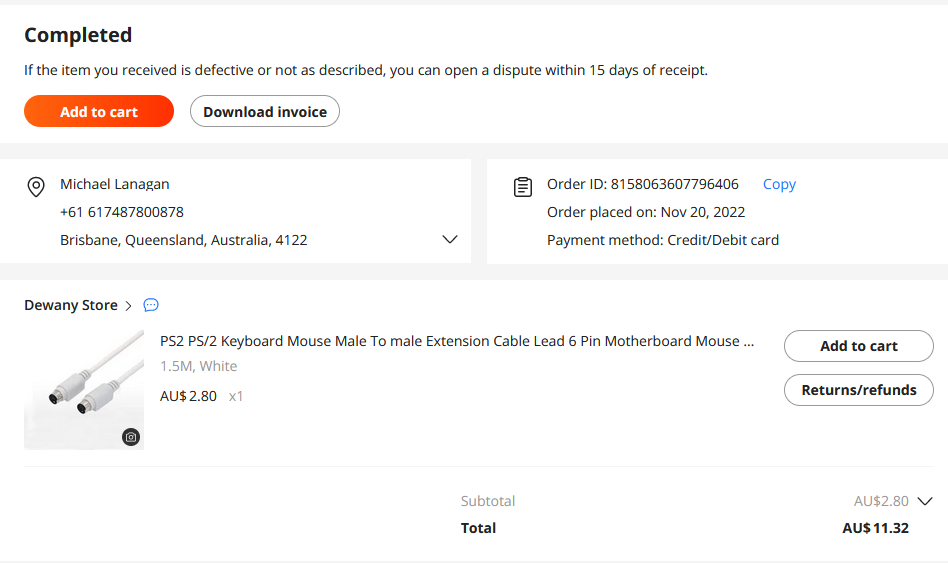 Completed
If the item you received is defective or not as described, you can open a dispute within 15 days of receipt.
Add to cart
Download invoice
Michael Lanagan
+61 617487800878
Brisbane, Queensland, Australia, 4122
Order ID: 8158063607796406 Copy
Order placed on: Nov 20, 2022
Payment method: Credit/Debit card
Dewany Store
PS2 PS/2 Keyboard Mouse Male To male Extension Cable Lead 6 Pin Motherboard Mouse ...
1.5M, White
AU$2.80 x1
Add to cart
Returns/refunds
Subtotal AU$2.80
Total AU$11.32